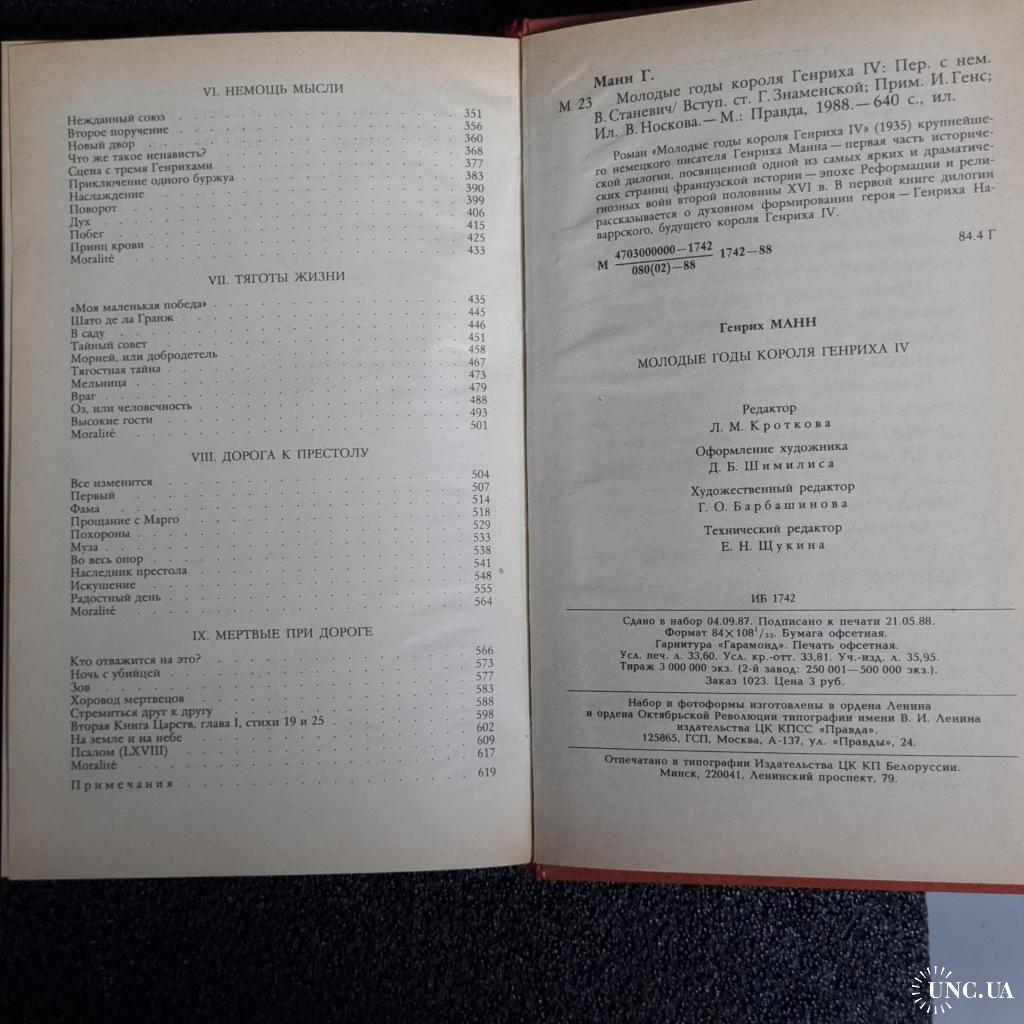 VI. НЕМОЩЬ МЫСЛИ
Нежданный союз 351
Второе поручение 356
Новый двор 360
Что же такое ненависть? 368
Сцена с тремя Генрихами 377
Приключение одного буржуа 383
Наслаждение 390
Поворот 399
Дух 406
Побег 415
Принц крови 425
Moralité 433
VII. ТЯГОТЫ ЖИЗНИ
«Моя маленькая победа» 435
Шато де ла Гранж 445
В саду 446
Тайный совет 451
Морней, или добродетель 458
Тягостная тайна 467
Мельница 473
Враг 479
Оз, или человечность 488
Высокие гости 493
Moralité 501
VIII. ДОРОГА К ПРЕСТОЛУ
Все изменится 504
Первый 507
Фама 514
Прощание с Марго 518
Похороны 529
Муза 533
Во весь опор 538
Наследник престола 541
Искушение 548
Радостный день 555
Moralité 564
IX. МЕРТВЫЕ ПРИ ДОРОГЕ
Кто отважится на это? 566
Ночь с убийцей 573
Зов 577
Хоровод мертвецов 583
Стремиться друг к другу 588
Вторая Книга Царств, глава I, стихи 19 и 25 598
На земле и на небе 602
Псалом (LXVIII) 609
Moralité 617
Примечания 619
Манн Г.
М 23 Молодые годы короля Генриха IV: Пер. с нем.
В. Станевич/ Вступ. ст. Г. Знаменской; Прим. И. Генс;
Ил. В. Носкова.— М.: Правда, 1988.— 640 с., ил.
Роман «Молодые годы короля Генриха IV» (1935) крупнейше-
го немецкого писателя Генриха Манна — первая часть историче-
ской дилогии, посвященной одной из самых ярких и драматиче-
ских страниц французской истории — эпохе Реформации и рели-
гиозных войн второй половины XVI в. В первой книге дилогии
рассказывается о духовном формировании героя — Генриха На-
варрского, будущего короля Генриха IV.
М 4703000000—1742 1742—88
080(02)—88
84.4 Г
Генрих МАНН
МОЛОДЫЕ ГОДЫ КОРОЛЯ ГЕНРИХА IV
Редактор
Л. М. Кроткова
Оформление художника
Д. Б. Шимилиса
Художественный редактор
Г. О. Барбашинова
Технический редактор
Е. Н. Щукина
ИБ 1742
Сдано в набор 04.09.87. Подписано к печати 21.05.88.
Формат 84×108¹/₃₂. Бумага офсетная.
Гарнитура «Гарамонд». Печать офсетная.
Усл. печ. л. 33,60. Усл. кр.-отт. 33,81. Уч.-изд. л. 35,95.
Тираж 3 000 000 экз. (2-й завод: 250 001—500 000 экз.).
Заказ 1023. Цена 3 руб.
Набор и фотоформы изготовлены в ордена Ленина
и ордена Октябрьской Революции типографии имени В. И. Ленина
издательства ЦК КПСС «Правда».
125865, ГСП, Москва, А-137, ул. «Правды», 24.
Отпечатано в типографии Издательства ЦК КП Белоруссии.
Минск, 220041, Ленинский проспект, 79.
UNC.UA